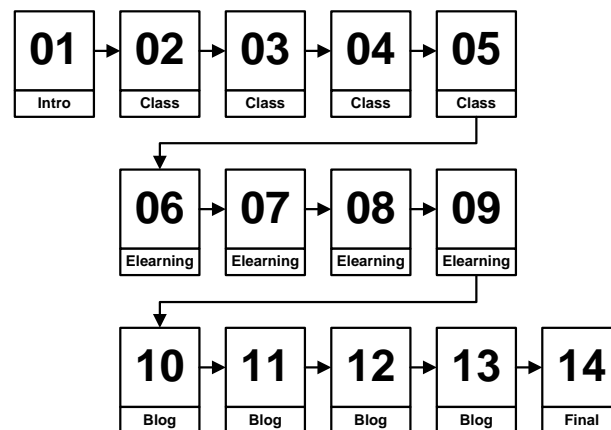 01 02 03 04 05
Intro Class Class Class Class
06 07 08 09
Elearning Elearning Elearning Elearning
10 11 12 13 14
Blog Blog Blog Blog Final